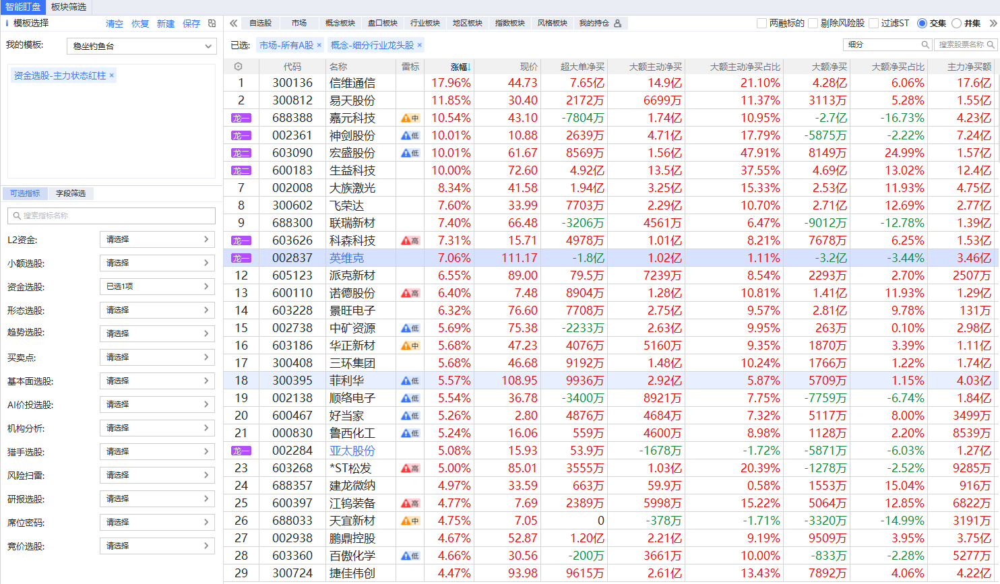 智能盯盘 板块筛选
模板选择 清空 恢复 新建 保存
我的模板: 稳坐钓鱼台
资金选股-主力状态红柱 ×
可选指标 字段筛选
搜索指标名称
L2资金: 请选择
小额选股: 请选择
资金选股: 已选1项
形态选股: 请选择
趋势选股: 请选择
买卖点: 请选择
基本面选股: 请选择
AI价投选股: 请选择
机构分析: 请选择
猎手选股: 请选择
风险扫雷: 请选择
研报选股: 请选择
席位密码: 请选择
竞价选股: 请选择
自选股 市场 概念板块 盘口板块 行业板块 地区板块 指数板块 风格板块 我的持仓 两融标的 剔除风险股 过滤ST 交集 并集
已选: 市场-所有A股 × 概念-细分行业龙头股 × 细分 搜索股票名称
代码 名称 雷标 涨幅↓ 现价 超大单净买 大额主动净买 大额主动净买占比 大额净买 大额净买占比 主力净买额
1 300136 信维通信 17.96% 44.73 7.65亿 14.9亿 21.10% 4.28亿 6.06% 17.6亿
2 300812 易天股份 11.85% 30.40 2172万 6699万 11.37% 3113万 5.28% 1.55亿
龙一 688388 嘉元科技 中 10.54% 43.10 -7804万 1.74亿 10.95% -2.7亿 -16.73% 4.23亿
龙一 002361 神剑股份 低 10.01% 10.88 2639万 4.71亿 17.79% -5875万 -2.22% 7.24亿
龙二 603090 宏盛股份 低 10.01% 61.67 8569万 1.56亿 47.91% 8149万 24.99% 1.57亿
龙二 600183 生益科技 10.00% 72.60 4.92亿 13.5亿 37.55% 4.69亿 13.02% 12.4亿
7 002008 大族激光 8.34% 41.58 1.94亿 3.25亿 15.33% 2.53亿 11.93% 4.75亿
8 300602 飞荣达 7.60% 33.99 7703万 2.29亿 10.70% 2.71亿 12.69% 2.77亿
9 688300 联瑞新材 7.40% 66.48 -3206万 4561万 6.47% -9012万 -12.78% 1.39亿
龙一 603626 科森科技 高 7.31% 15.71 4978万 1.01亿 8.21% 7678万 6.25% 1.53亿
龙一 002837 英维克 7.06% 111.17 -1.8亿 1.02亿 1.11% -3.2亿 -3.44% 3.46亿
12 605123 派克新材 6.55% 89.00 79.5万 7239万 8.54% 2293万 2.70% 2507万
13 600110 诺德股份 高 6.40% 7.48 8904万 1.28亿 10.81% 1.41亿 11.93% 1.29亿
14 603228 景旺电子 6.32% 76.60 7708万 2.75亿 9.57% 2.81亿 9.78% 131万
15 002738 中矿资源 低 5.69% 75.38 -2233万 2.63亿 9.95% 263万 0.10% 2.98亿
16 603186 华正新材 中 5.68% 47.23 4076万 5160万 9.35% 1870万 3.39% 1.11亿
17 300408 三环集团 5.68% 46.68 9192万 1.48亿 10.24% 1766万 1.22% 1.74亿
18 300395 菲利华 低 5.57% 108.95 9936万 2.92亿 5.87% 5709万 1.15% 4.03亿
19 002138 顺络电子 低 5.54% 36.78 -3400万 8921万 7.75% -7759万 -6.74% 1.84亿
20 600467 好当家 低 5.26% 2.80 4876万 4684万 7.32% 5117万 8.00% 3499万
21 000830 鲁西化工 低 5.24% 16.06 559万 4600万 8.98% 1128万 2.20% 8539万
龙一 002284 亚太股份 5.08% 15.93 53.9万 -1678万 -1.72% -5871万 -6.03% 1.27亿
23 603268 *ST松发 高 5.00% 85.01 3555万 1.03亿 20.39% -1278万 -2.52% 9285万
24 688357 建龙微纳 4.97% 33.59 663万 59.9万 0.58% 1553万 15.04% 916万
25 600397 江钨装备 高 4.77% 7.69 2389万 5998万 15.22% 5064万 12.85% 6822万
26 688033 天宜新材 中 4.75% 7.05 0 -378万 -1.71% -3320万 -14.99% 3191万
27 002938 鹏鼎控股 4.67% 52.87 1.20亿 2.21亿 9.19% 9509万 3.95% 3.75亿
28 603360 百傲化学 低 4.66% 30.56 -200万 3661万 10.00% -833万 -2.28% 5277万
29 300724 捷佳伟创 4.47% 93.98 9615万 2.61亿 13.43% 7892万 4.06% 4.22亿